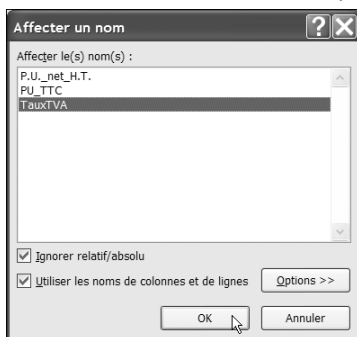 Affecter un nom
Affecter le(s) nom(s) :
P.U._net_H.T.
PU_TTC
TauxTVA
Ignorer relatif/absolu
Utiliser les noms de colonnes et de lignes
Options >>
OK
Annuler